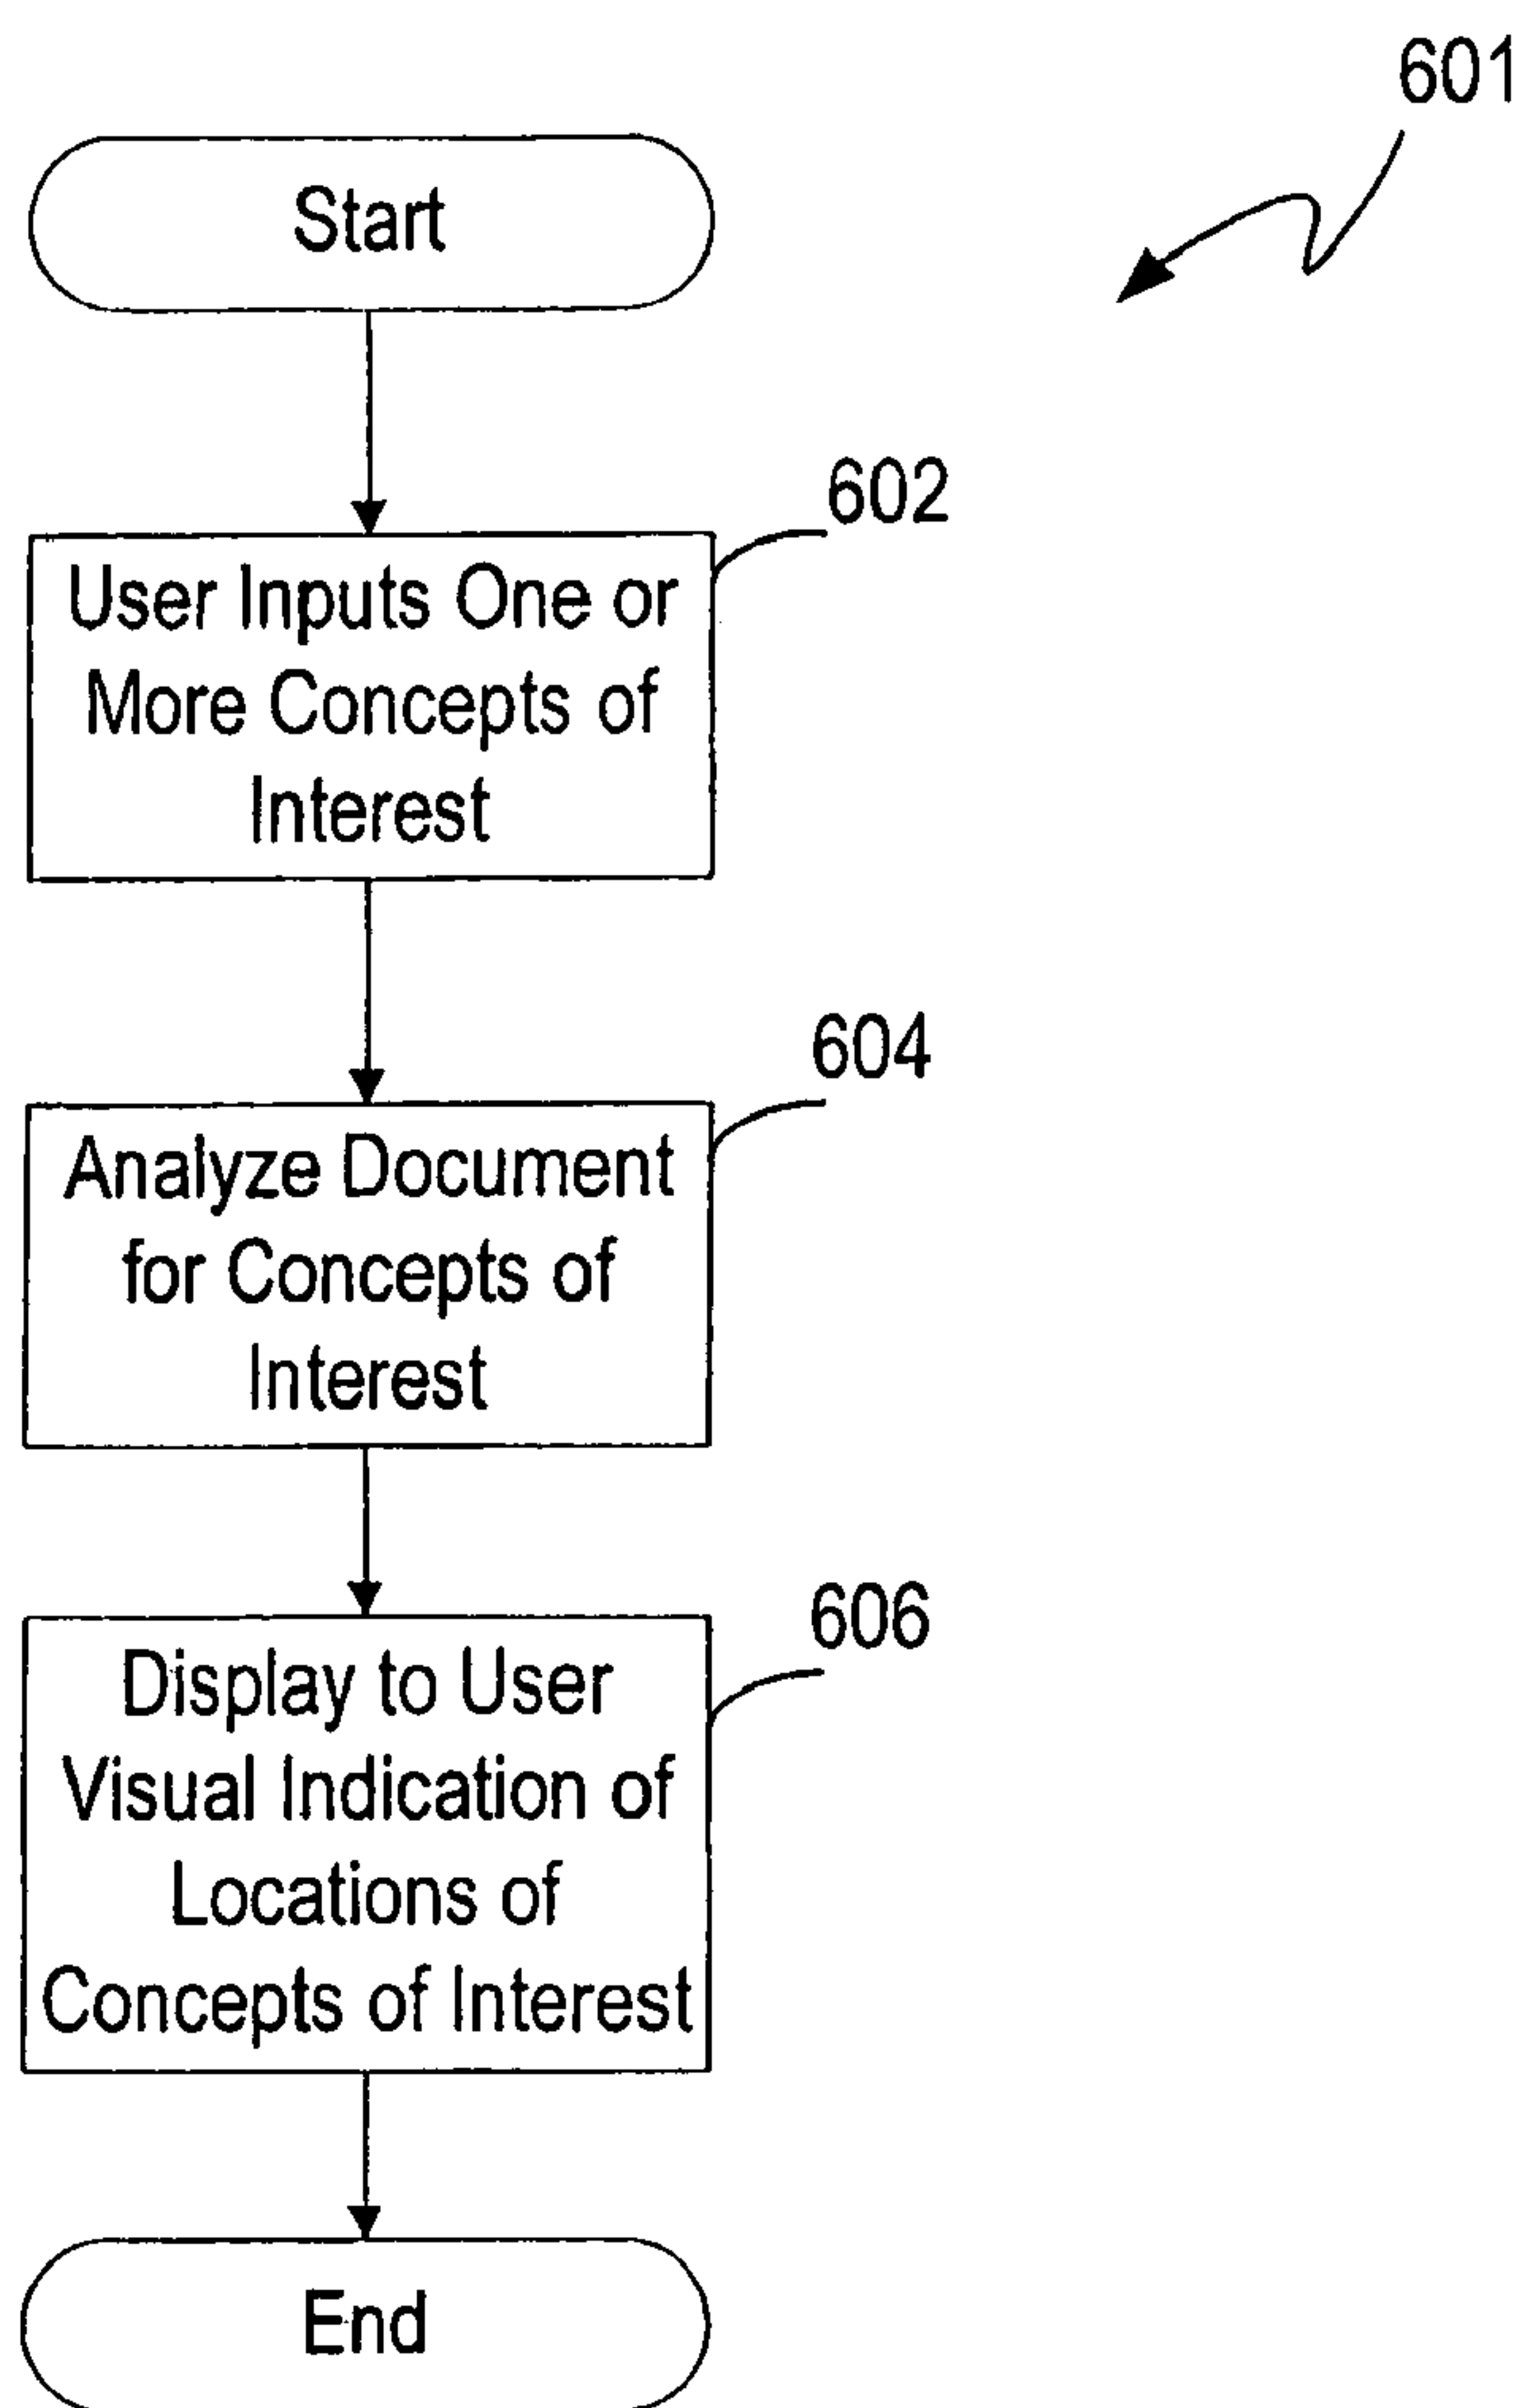 601
Start
602
User Inputs One or
More Concepts of
Interest
604
Analyze Document
for Concepts of
Interest
606
Display to User
Visual Indication of
Locations of
Concepts of Interest
End